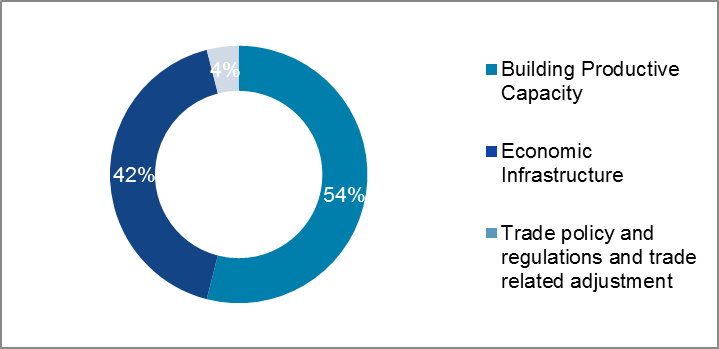 4%
42%
54%
Building Productive
Capacity
Economic
Infrastructure
Trade policy and
regulations and trade
related adjustment